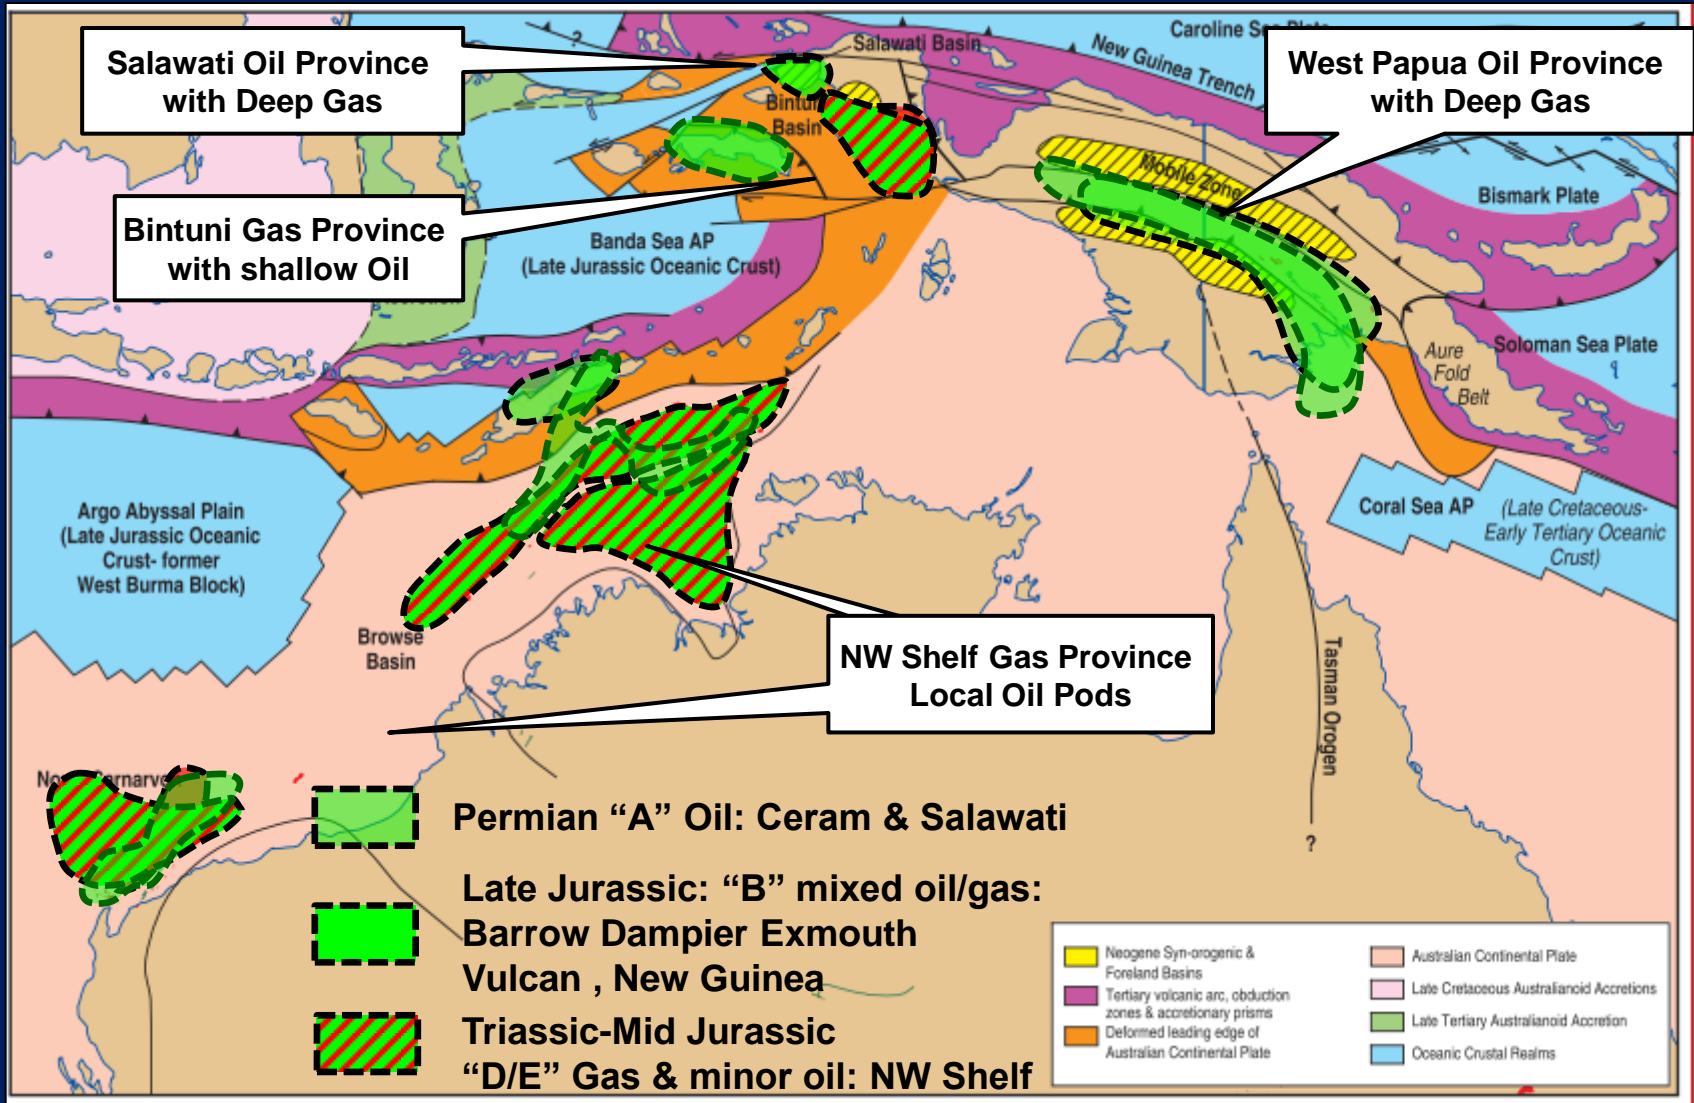 Caroline Sea Plate
New Guinea Trench
Salawati Basin
?
Salawati Oil Province
with Deep Gas
West Papua Oil Province
with Deep Gas
Bintuni
Basin
Mobile Zone
Bismark Plate
Bintuni Gas Province
with shallow Oil
Banda Sea AP
(Late Jurassic Oceanic Crust)
Soloman Sea Plate
Aure
Fold
Belt
Argo Abyssal Plain
(Late Jurassic Oceanic
Crust- former
West Burma Block)
Coral Sea AP
(Late Cretaceous-
Early Tertiary Oceanic
Crust)
Browse
Basin
NW Shelf Gas Province
Local Oil Pods
Tasman Orogen
?
Permian “A” Oil: Ceram & Salawati
Late Jurassic: “B” mixed oil/gas:
Barrow Dampier Exmouth
Vulcan , New Guinea
Triassic-Mid Jurassic
“D/E” Gas & minor oil: NW Shelf
Neogene Syn-orogenic &
Foreland Basins
Tertiary volcanic arc, obduction
zones & accretionary prisms
Deformed leading edge of
Australian Continental Plate
Australian Continental Plate
Late Cretaceous Australianoid Accretions
Late Tertiary Australianoid Accretion
Oceanic Crustal Realms